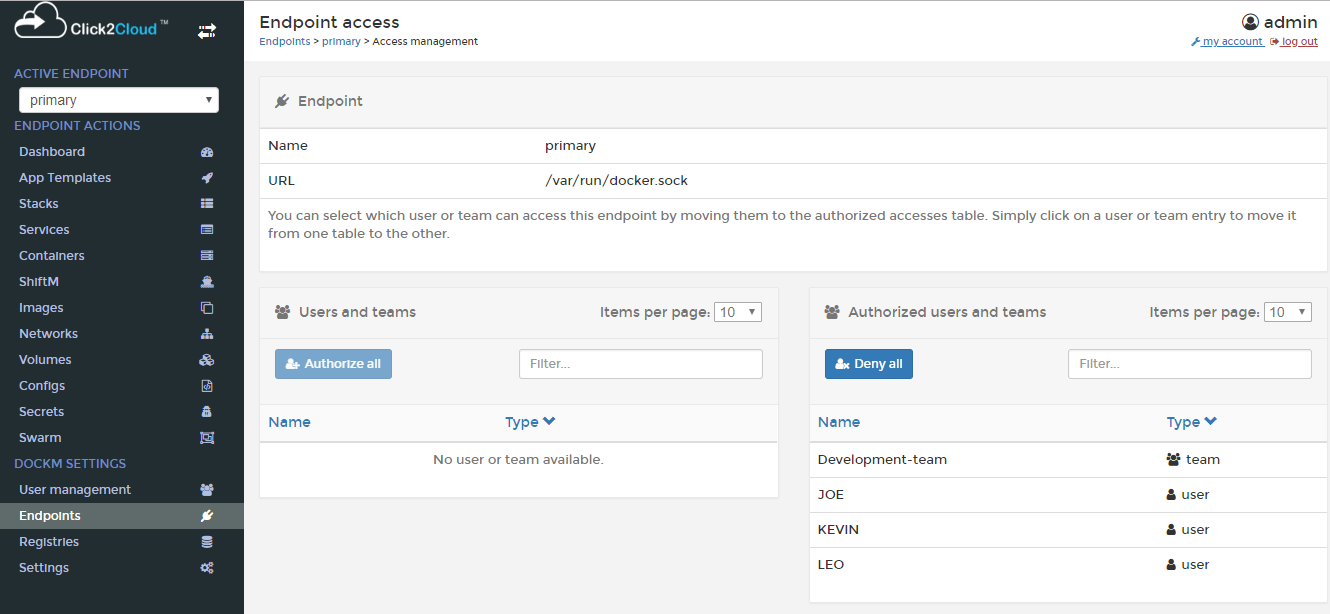 Click2Cloud ™
ACTIVE ENDPOINT
primary
ENDPOINT ACTIONS
Dashboard
App Templates
Stacks
Services
Containers
ShiftM
Images
Networks
Volumes
Configs
Secrets
Swarm
DOCKM SETTINGS
User management
Endpoints
Registries
Settings
Endpoint access
Endpoints > primary > Access management
admin
my account log out
Endpoint
Name primary
URL /var/run/docker.sock
You can select which user or team can access this endpoint by moving them to the authorized accesses table. Simply click on a user or team entry to move it
from one table to the other.
Users and teams Items per page: 10
Authorize all Filter...
Name Type
No user or team available.
Authorized users and teams Items per page: 10
Deny all Filter...
Name Type
Development-team team
JOE user
KEVIN user
LEO user